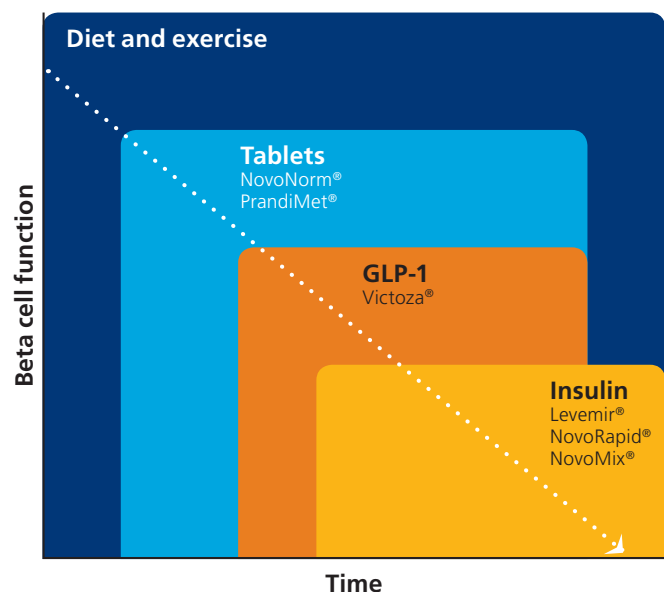 Diet and exercise
Tablets
NovoNorm®
PrandiMet®
GLP-1
Victoza®
Insulin
Levemir®
NovoRapid®
NovoMix®
Beta cell function
Time